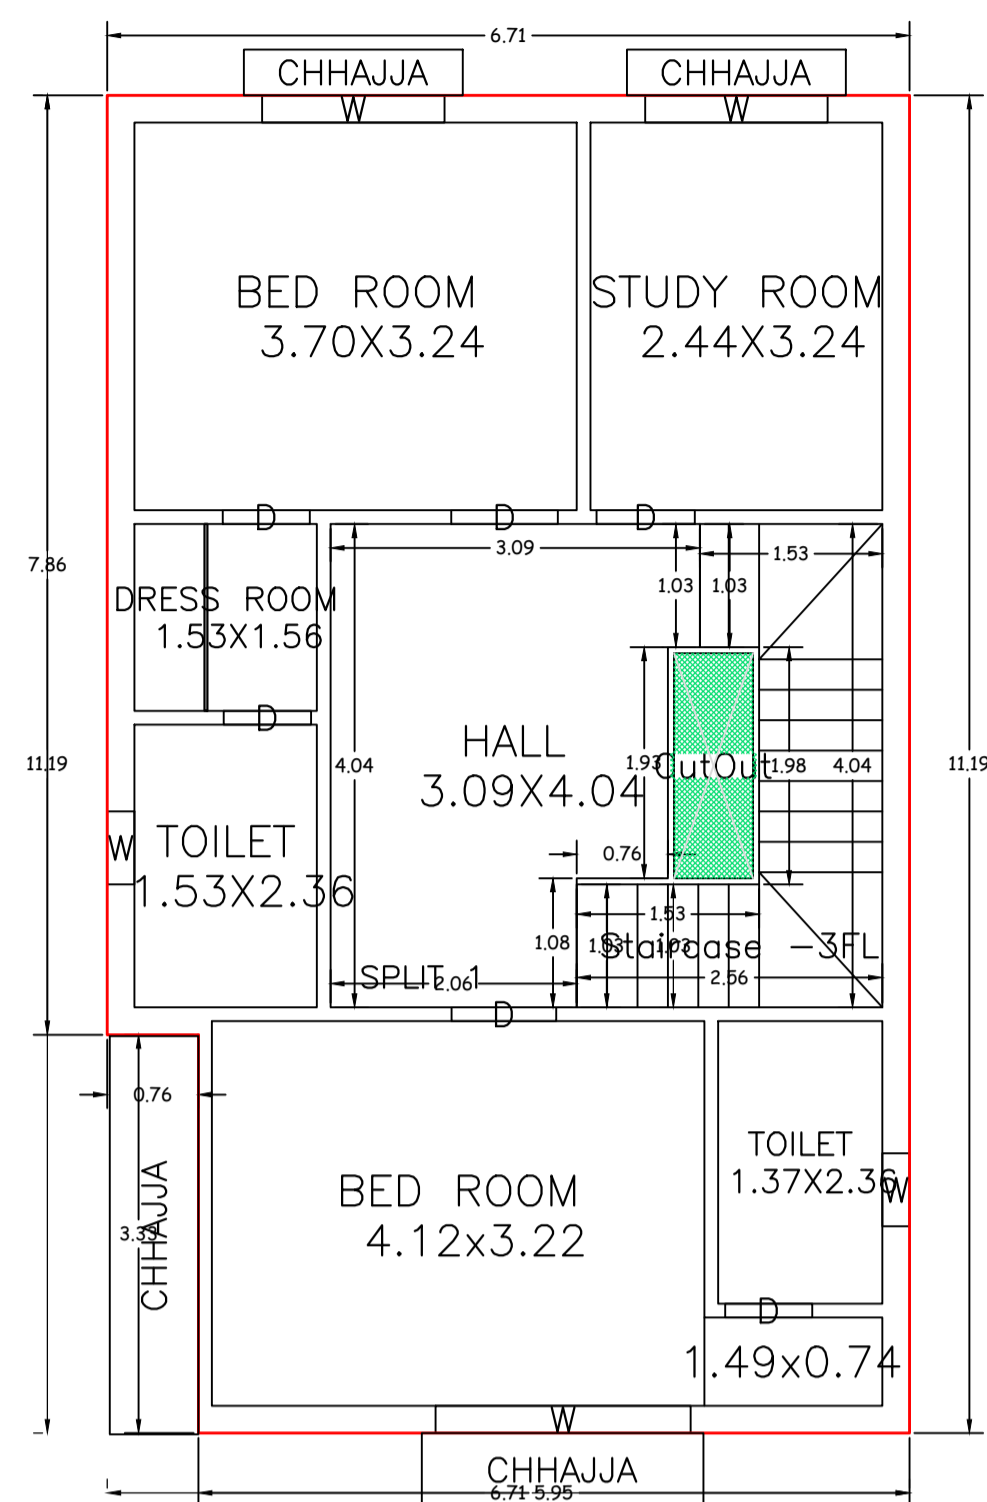 6.71
CHHAJJA
CHHAJJA
W
W
BED ROOM
3.70X3.24
STUDY ROOM
2.44X3.24
D
D
D
3.09
1.53
7.86
1.03
1.03
DRESS ROOM
1.53X1.56
D
HALL
3.09X4.04
11.19
4.04
1.93
CutOut
1.98
4.04
11.19
W
TOILET
1.53X2.36
0.76
1.53
1.08
1.03
1.03
Staircase -3FL
SPLIT 1
2.06
2.56
D
0.76
CHHAJJA
3.33
BED ROOM
4.12x3.22
TOILET
1.37X2.36
W
D
1.49x0.74
W
CHHAJJA
6.71
5.95